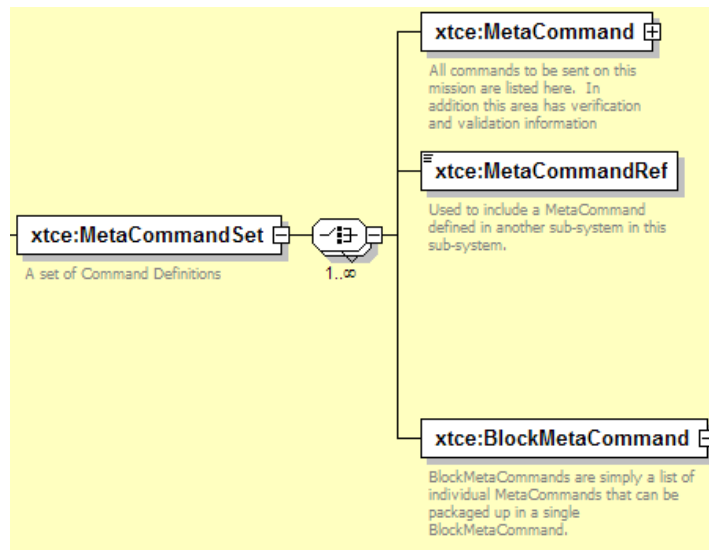 xtce:MetaCommand
All commands to be sent on this
mission are listed here.  In
addition this area has verification
and validation information
xtce:MetaCommandRef
Used to include a MetaCommand
defined in another sub-system in this
sub-system.
xtce:MetaCommandSet
A set of Command Definitions
1..∞
xtce:BlockMetaCommand
BlockMetaCommands are simply a list of
individual MetaCommands that can be
packaged up in a single
BlockMetaCommand.